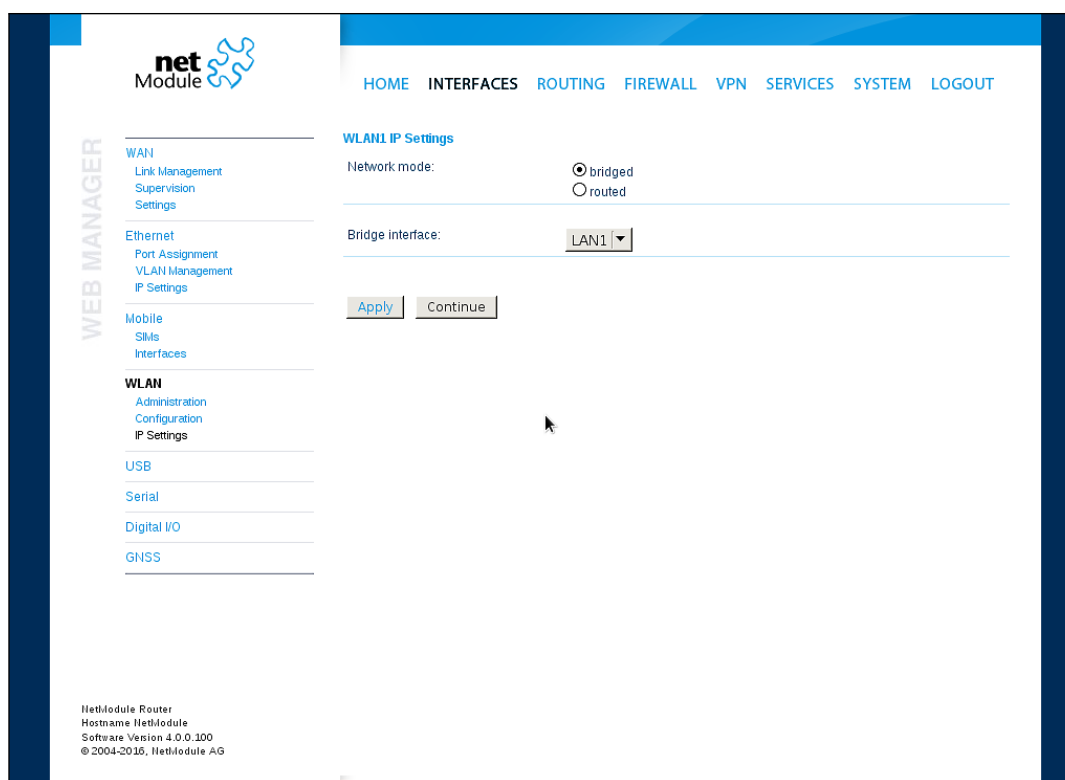 net
Module
HOME INTERFACES ROUTING FIREWALL VPN SERVICES SYSTEM LOGOUT
WEB MANAGER
WAN
Link Management
Supervision
Settings
Ethernet
Port Assignment
VLAN Management
IP Settings
Mobile
SIMs
Interfaces
WLAN
Administration
Configuration
IP Settings
USB
Serial
Digital I/O
GNSS
WLAN1 IP Settings
Network mode:
bridged
routed
Bridge interface:
LAN1
Apply Continue
NetModule Router
Hostname NetModule
Software Version 4.0.0.100
© 2004-2016, NetModule AG